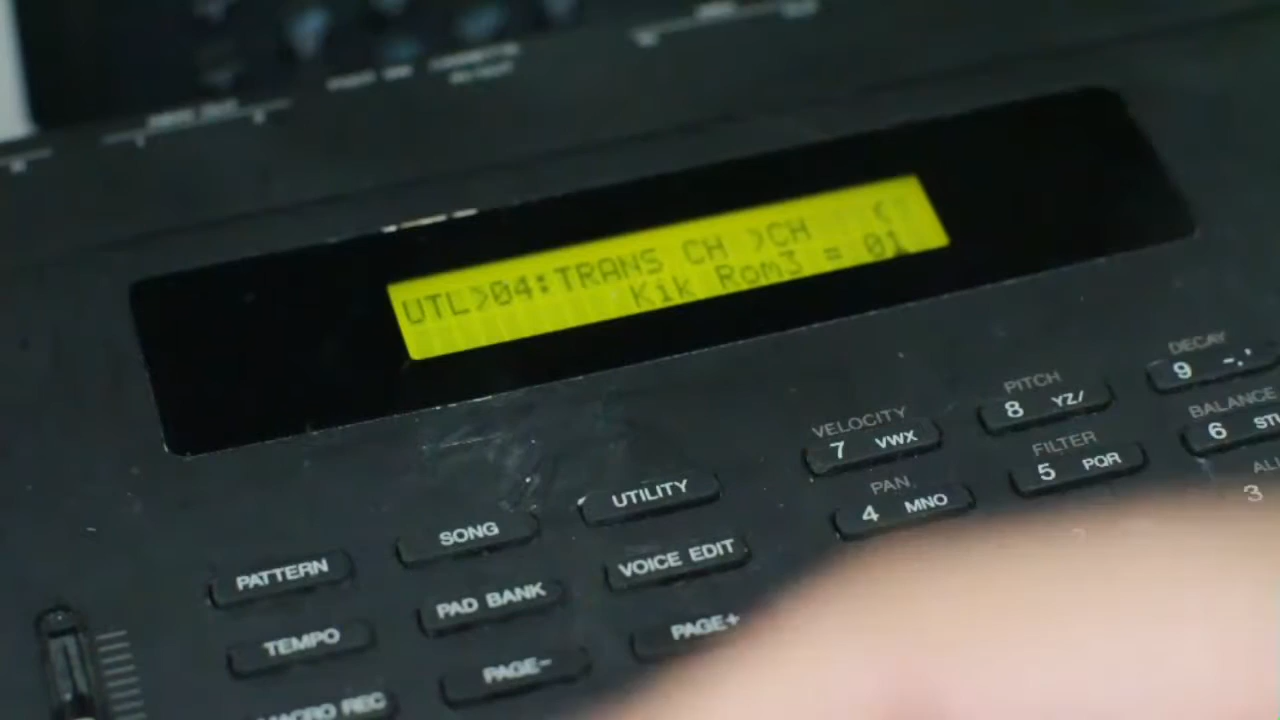 UTL>04:TRANS CH >CH <
Kik Rom3 = 01
DECAY
9 -.'
PITCH
8 YZ/
VELOCITY
7 VWX
BALANCE
6 STU
FILTER
5 PQR
PAN
4 MNO
3
UTILITY
SONG
PATTERN
VOICE EDIT
PAD BANK
TEMPO
PAGE+
PAGE-
MACRO REC